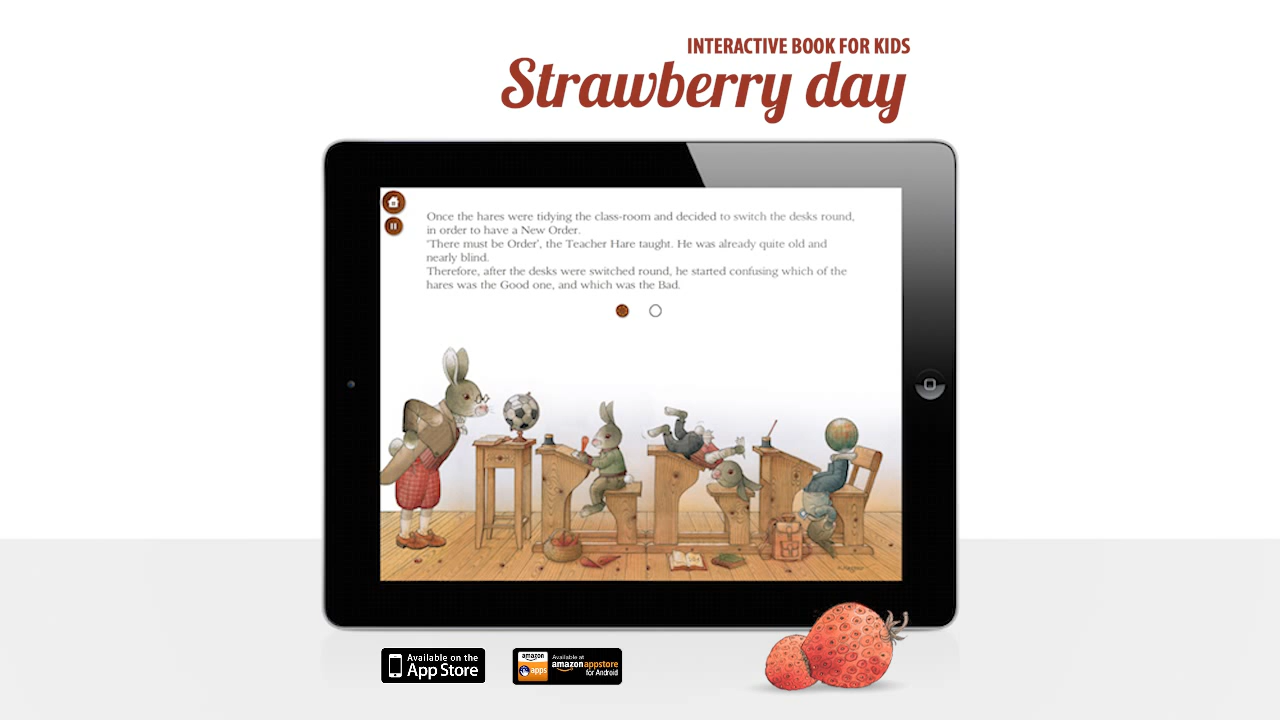 INTERACTIVE BOOK FOR KIDS
Strawberry day
Once the hares were tidying the class-room and decided to switch the desks round,
in order to have a New Order.
'There must be Order', the Teacher Hare taught. He was already quite old and
nearly blind.
Therefore, after the desks were switched round, he started confusing which of the
hares was the Good one, and which was the Bad.
Available on the
App Store
amazon
apps
Available at
amazonappstore
for Android